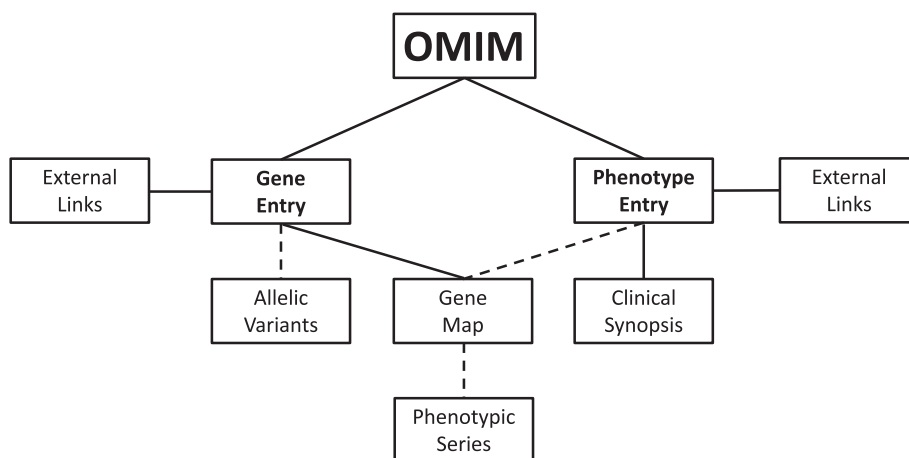 OMIM
External
Links
Gene
Entry
Phenotype
Entry
External
Links
Allelic
Variants
Gene
Map
Clinical
Synopsis
Phenotypic
Series